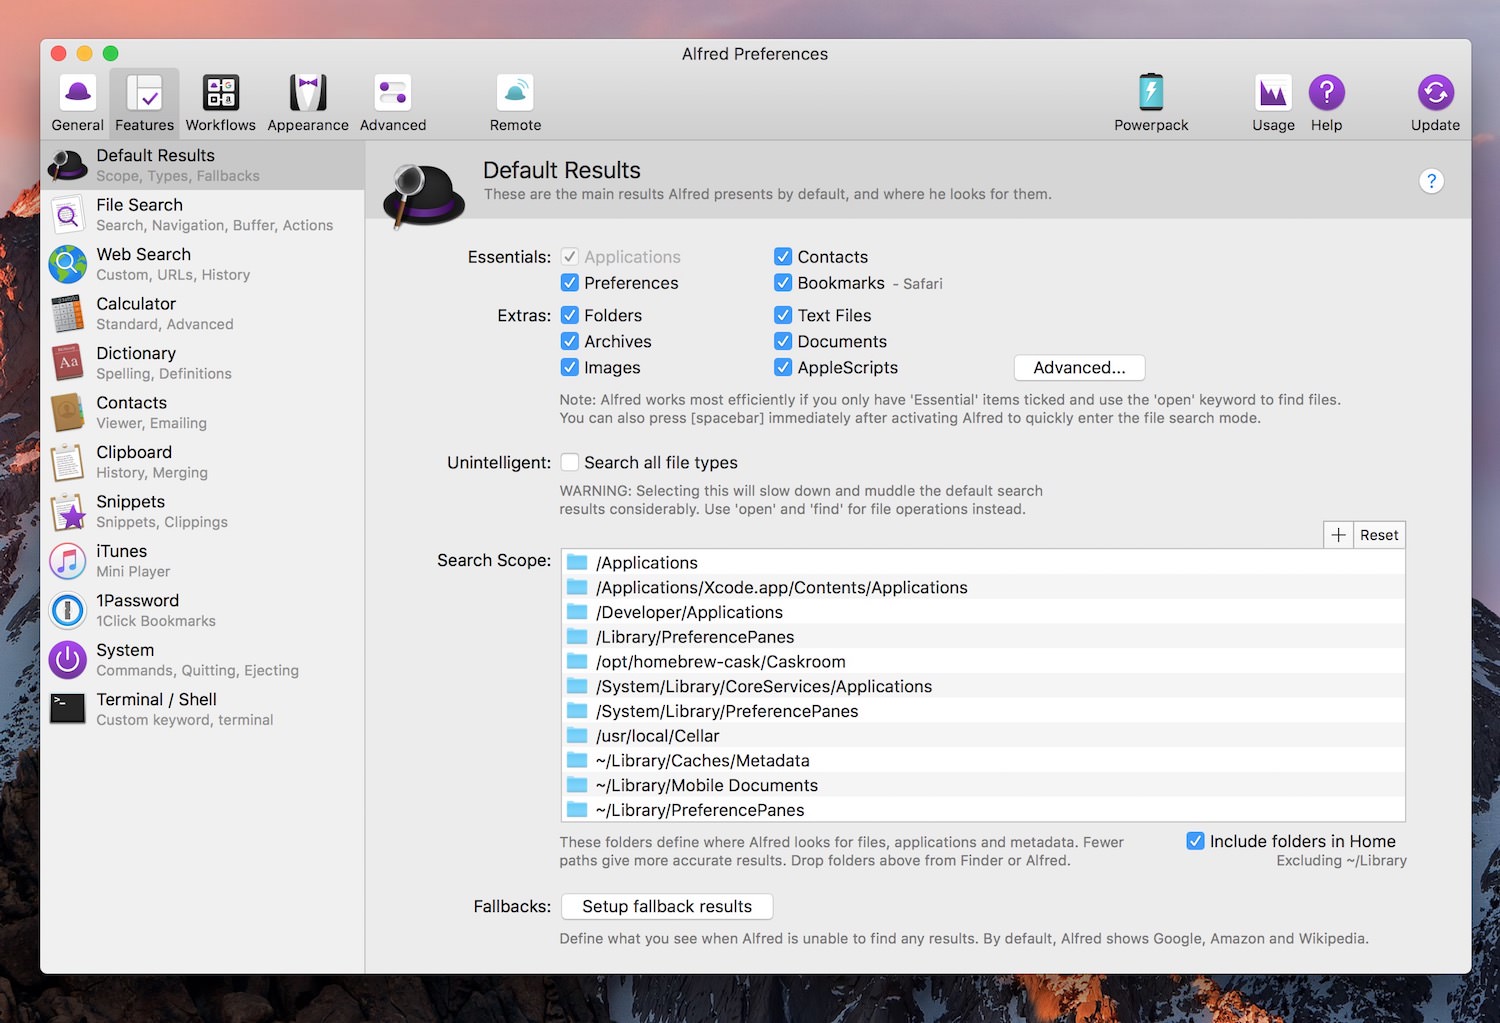 Alfred Preferences
General
Features
Workflows
Appearance
Advanced
Remote
Powerpack
Usage
Help
Update
Default Results
Scope, Types, Fallbacks
File Search
Search, Navigation, Buffer, Actions
Web Search
Custom, URLs, History
Calculator
Standard, Advanced
Dictionary
Spelling, Definitions
Contacts
Viewer, Emailing
Clipboard
History, Merging
Snippets
Snippets, Clippings
iTunes
Mini Player
1Password
1Click Bookmarks
System
Commands, Quitting, Ejecting
Terminal / Shell
Custom keyword, terminal
Default Results
These are the main results Alfred presents by default, and where he looks for them.
?
Essentials:
Applications
Contacts
Preferences
Bookmarks - Safari
Extras:
Folders
Text Files
Archives
Documents
Images
AppleScripts
Advanced...
Note: Alfred works most efficiently if you only have 'Essential' items ticked and use the 'open' keyword to find files.
You can also press [spacebar] immediately after activating Alfred to quickly enter the file search mode.
Unintelligent:
Search all file types
WARNING: Selecting this will slow down and muddle the default search
results considerably. Use 'open' and 'find' for file operations instead.
+
Reset
Search Scope:
/Applications
/Applications/Xcode.app/Contents/Applications
/Developer/Applications
/Library/PreferencePanes
/opt/homebrew-cask/Caskroom
/System/Library/CoreServices/Applications
/System/Library/PreferencePanes
/usr/local/Cellar
~/Library/Caches/Metadata
~/Library/Mobile Documents
~/Library/PreferencePanes
These folders define where Alfred looks for files, applications and metadata. Fewer
paths give more accurate results. Drop folders above from Finder or Alfred.
Include folders in Home
Excluding ~/Library
Fallbacks:
Setup fallback results
Define what you see when Alfred is unable to find any results. By default, Alfred shows Google, Amazon and Wikipedia.